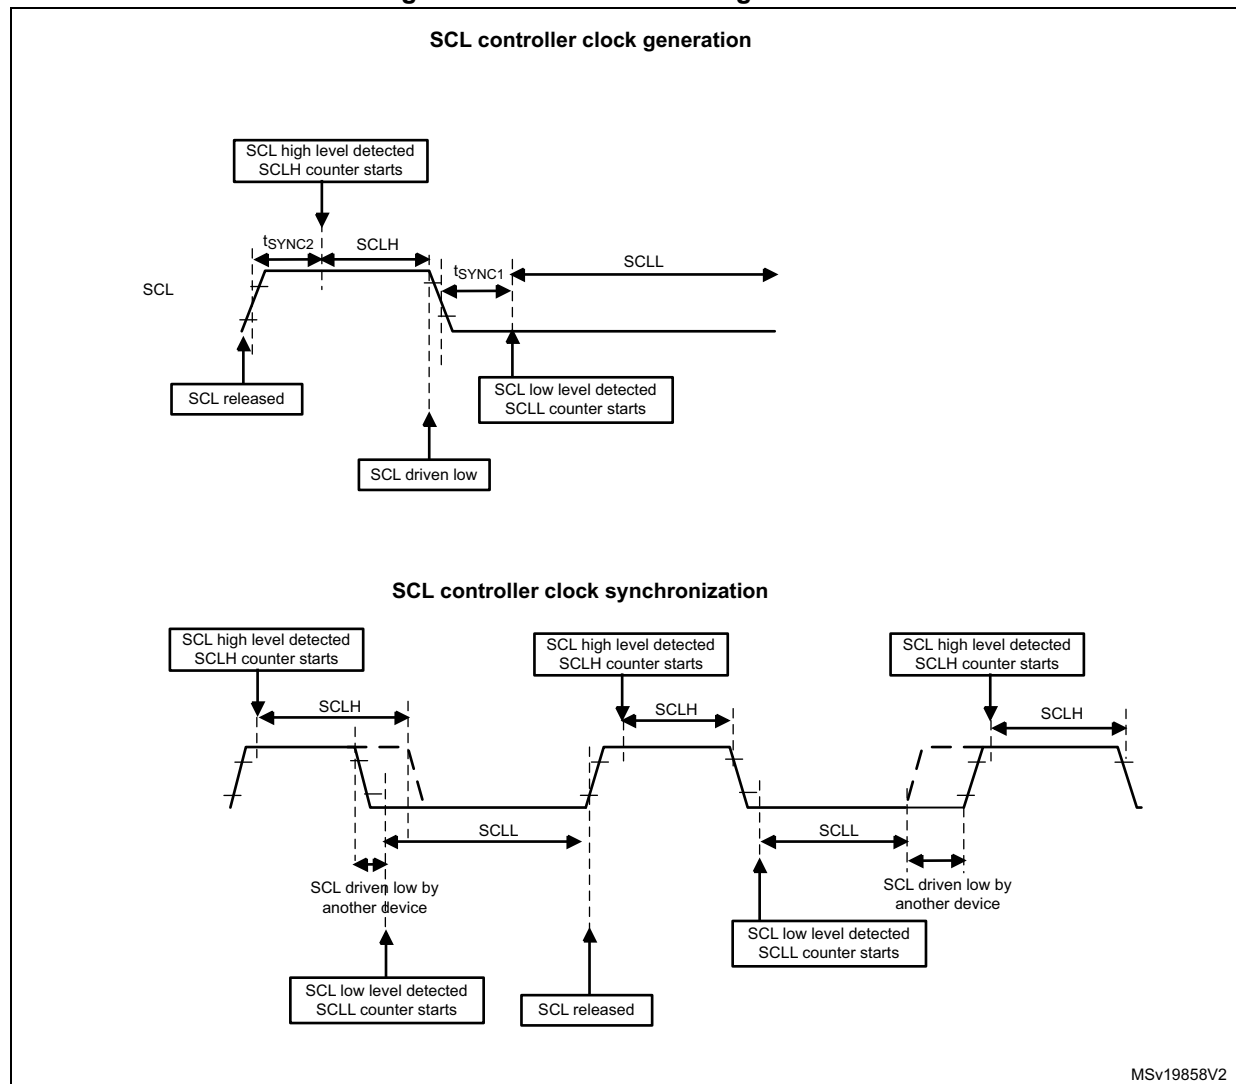 SCL controller clock generation
SCL high level detected
SCLH counter starts
tSYNC2
SCLH
tSYNC1
SCLL
SCL
SCL released
SCL low level detected
SCLL counter starts
SCL driven low
SCL controller clock synchronization
SCL high level detected
SCLH counter starts
SCL high level detected
SCLH counter starts
SCL high level detected
SCLH counter starts
SCLH
SCLH
SCLH
SCLL
SCLL
SCL driven low by
another device
SCL driven low by
another device
SCL low level detected
SCLL counter starts
SCL low level detected
SCLL counter starts
SCL released
MSv19858V2